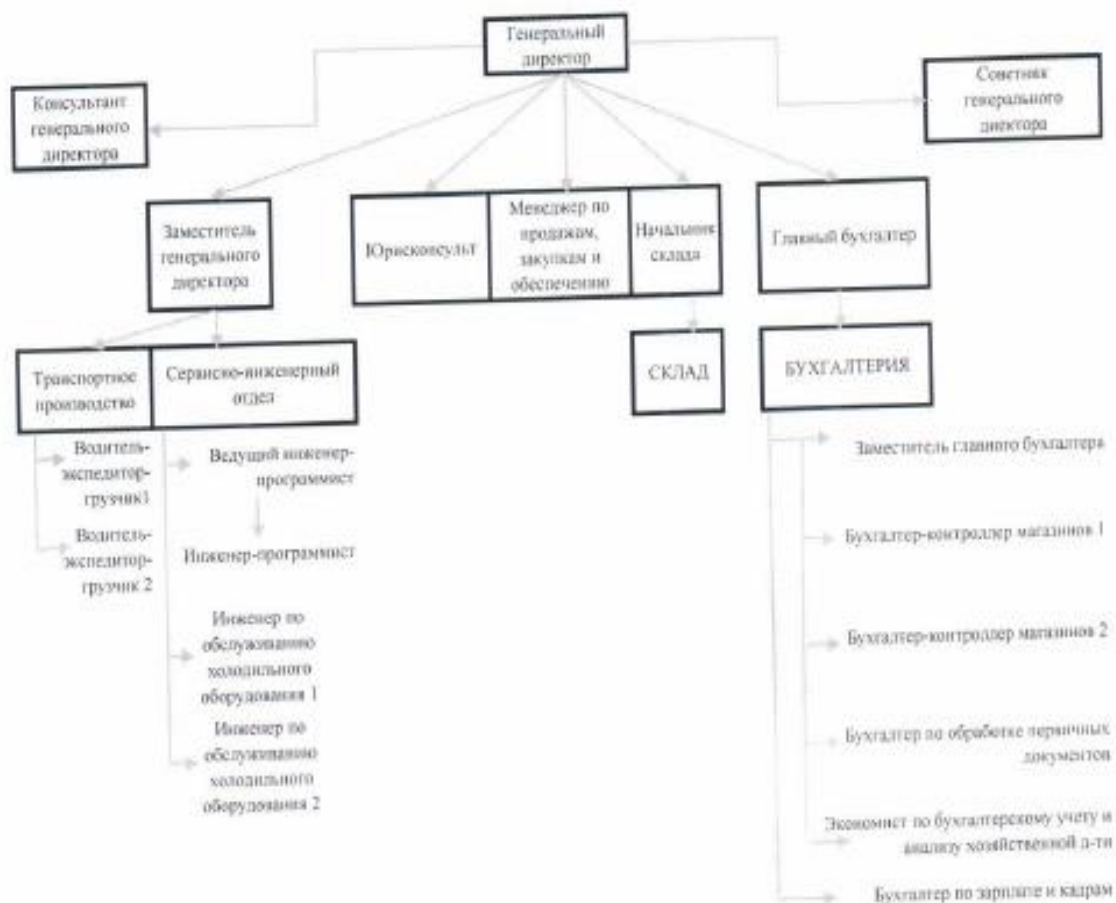 Генеральный
директор
Консультант
генерального
директора
Советник
генерального
диектора
Заместитель
генерального
директора
Юрисконсульт
Менеджер по
продажам,
закупкам и
обеспечению
Начальник
склада
Главный бухгалтер
Транспортное
производство
Сервисно-инженерный
отдел
СКЛАД
БУХГАЛТЕРИЯ
Водитель-
экспедитор-
грузчик1
Водитель-
экспедитор-
грузчик 2
Ведущий инженер-
программист
Инженер-программист
Инженер по
обслуживанию
холодильного
оборудования 1
Инженер по
обслуживанию
холодильного
оборудования 2
Заместитель главного бухгалтера
Бухгалтер-контроллер магазинов 1
Бухгалтер-контроллер магазинов 2
Бухгалтер по обработке первичных
документов
Экономист по бухгалтерскому учету и
анализу хозяйственной д-ти
Бухгалтер по зарплате и кадрам